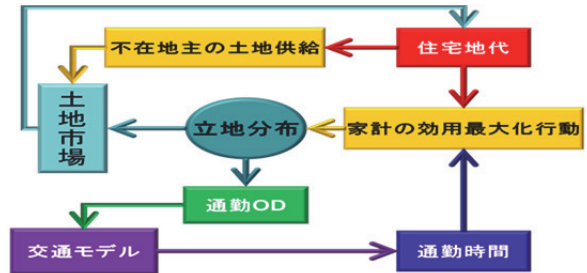 不在地主の土地供給
住宅地代
土地市場
立地分布
家計の効用最大化行動
通勤OD
交通モデル
通勤時間